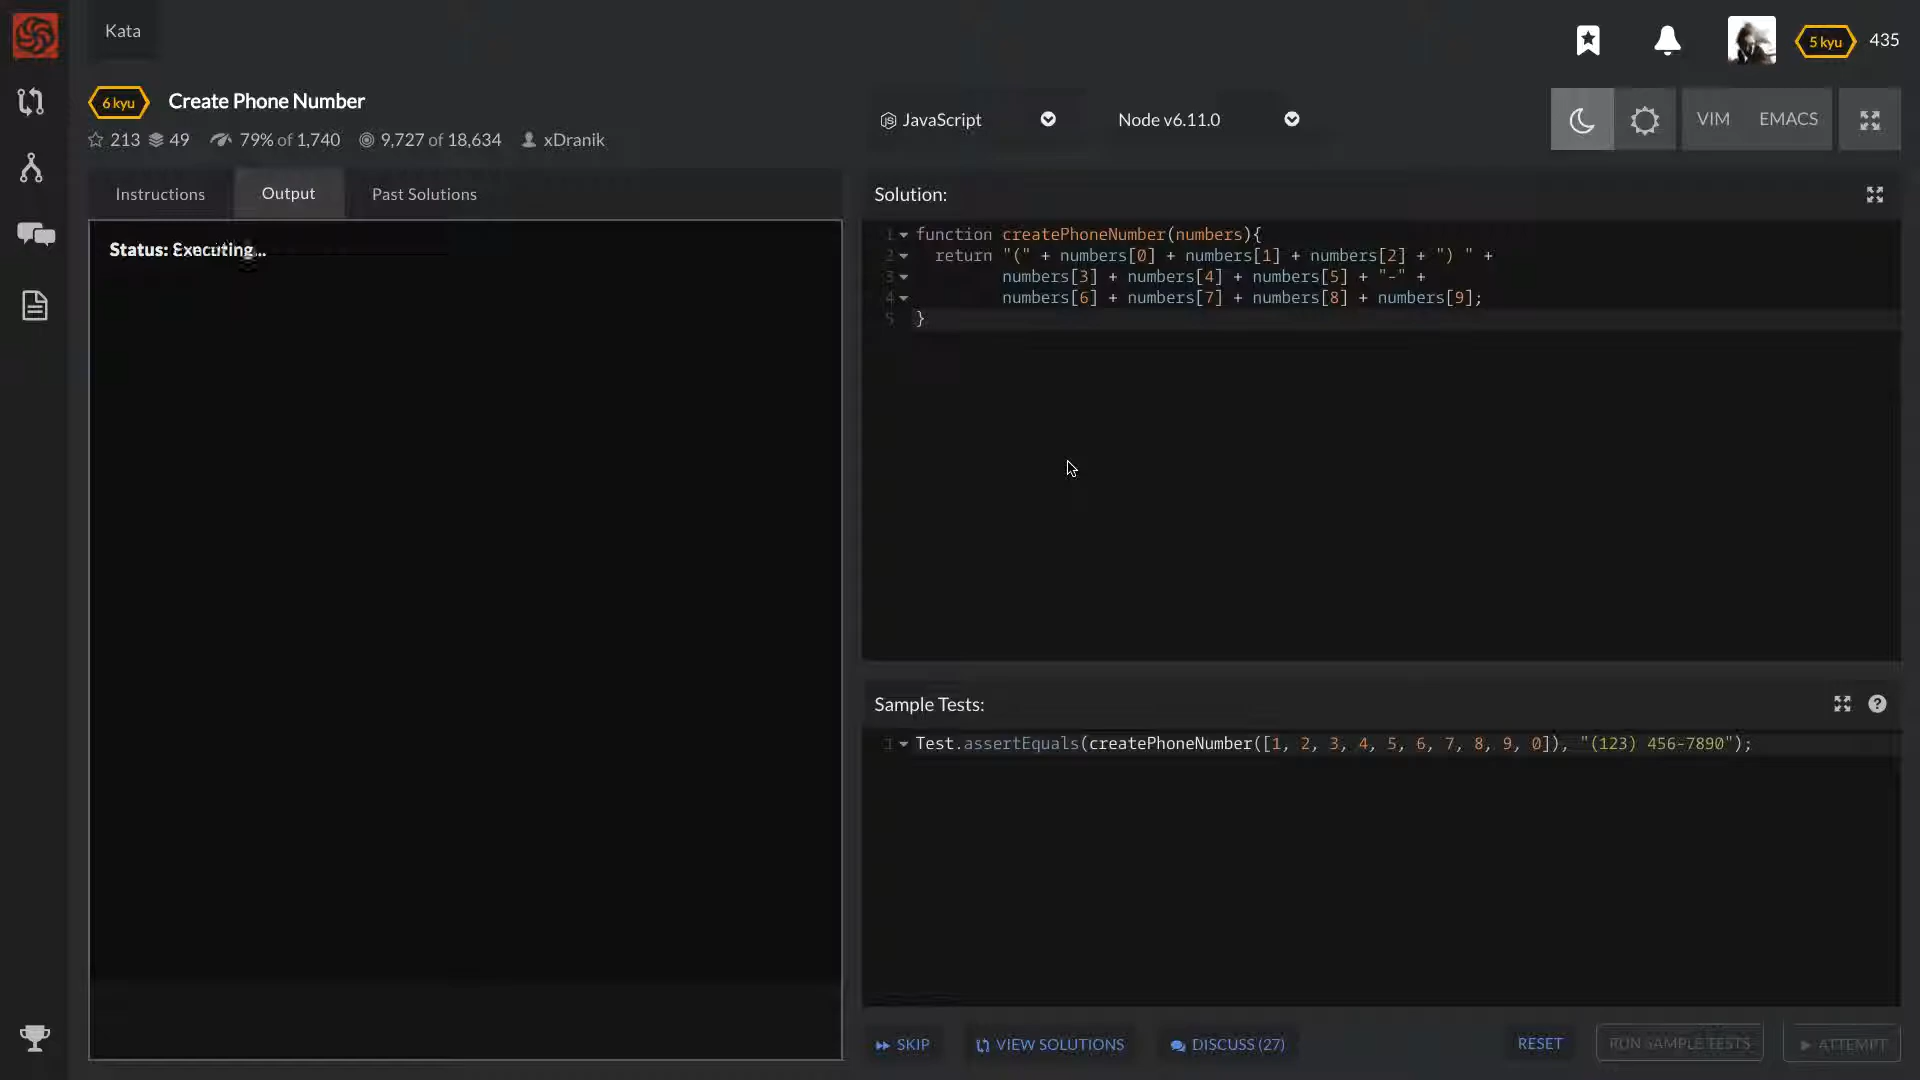 Kata
5 kyu 435
6 kyu Create Phone Number
213 49 79% of 1,740 9,727 of 18,634 xDranik
JavaScript Node v6.11.0 VIM EMACS
Instructions Output Past Solutions
Status: Executing...
Solution:
1 function createPhoneNumber(numbers){
2 return "(" + numbers[0] + numbers[1] + numbers[2] + ") " +
3 numbers[3] + numbers[4] + numbers[5] + "-" +
4 numbers[6] + numbers[7] + numbers[8] + numbers[9];
5 }
Sample Tests:
1 Test.assertEquals(createPhoneNumber([1, 2, 3, 4, 5, 6, 7, 8, 9, 0]), "(123) 456-7890");
SKIP VIEW SOLUTIONS DISCUSS (27) RESET RUN SAMPLE TESTS ATTEMPT